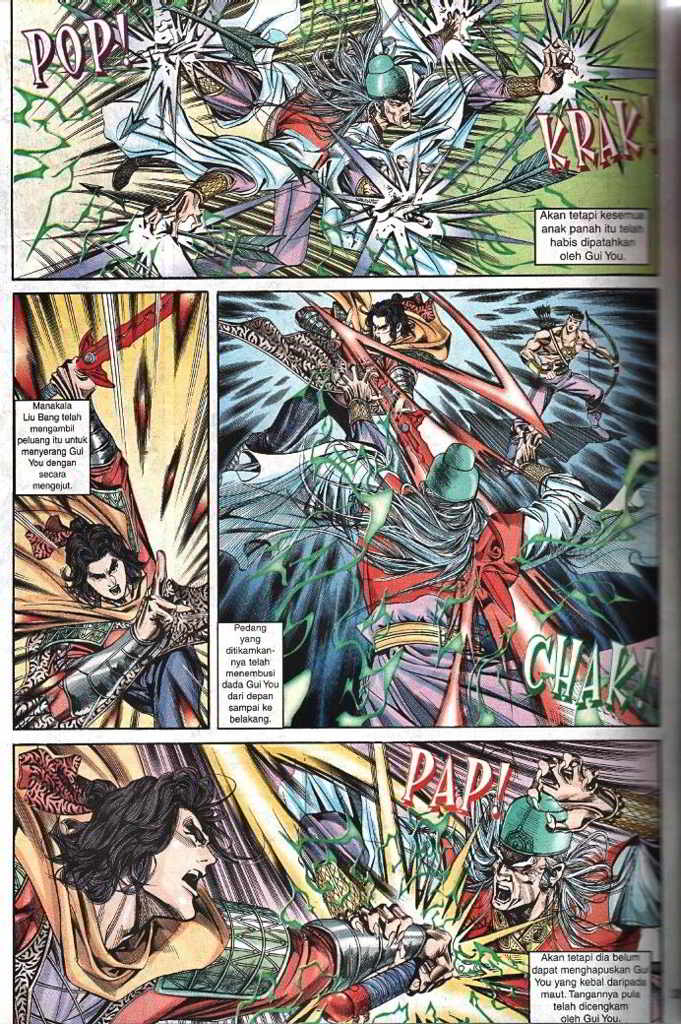 POP!
KRAK!
Akan tetapi kesemua
anak panah itu telah
habis dipatahkan
oleh Gui You.
Manakala
Liu Bang telah
mengambil
peluang itu untuk
menyerang Gui
You dengan
secara
mengejut.
Pedang
yang
ditikamkan-
nya telah
menembusi
dada Gui You
dari depan
sampai ke
belakang.
CHAK!
PAP!
Akan tetapi dia belum
dapat menghapuskan Gui
You yang kebal daripada
maut. Tangannya pula
telah dicengkam
oleh Gui You.